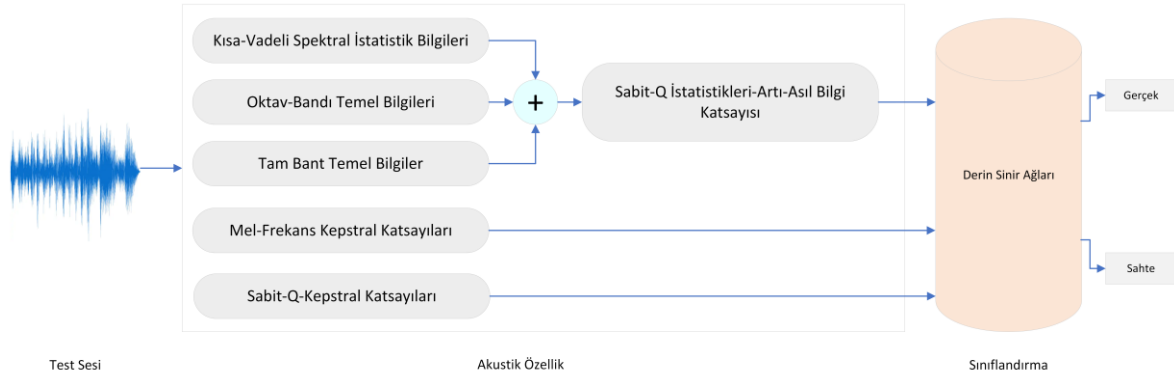 Kısa-Vadeli Spektral İstatistik Bilgileri
Oktav-Bandı Temel Bilgileri
+
Sabit-Q İstatistikleri-Artı-Asıl Bilgi
Katsayısı
Tam Bant Temel Bilgiler
Mel-Frekans Kepstral Katsayıları
Sabit-Q-Kepstral Katsayıları
Derin Sinir Ağları
Gerçek
Sahte
Test Sesi
Akustik Özellik
Sınıflandırma